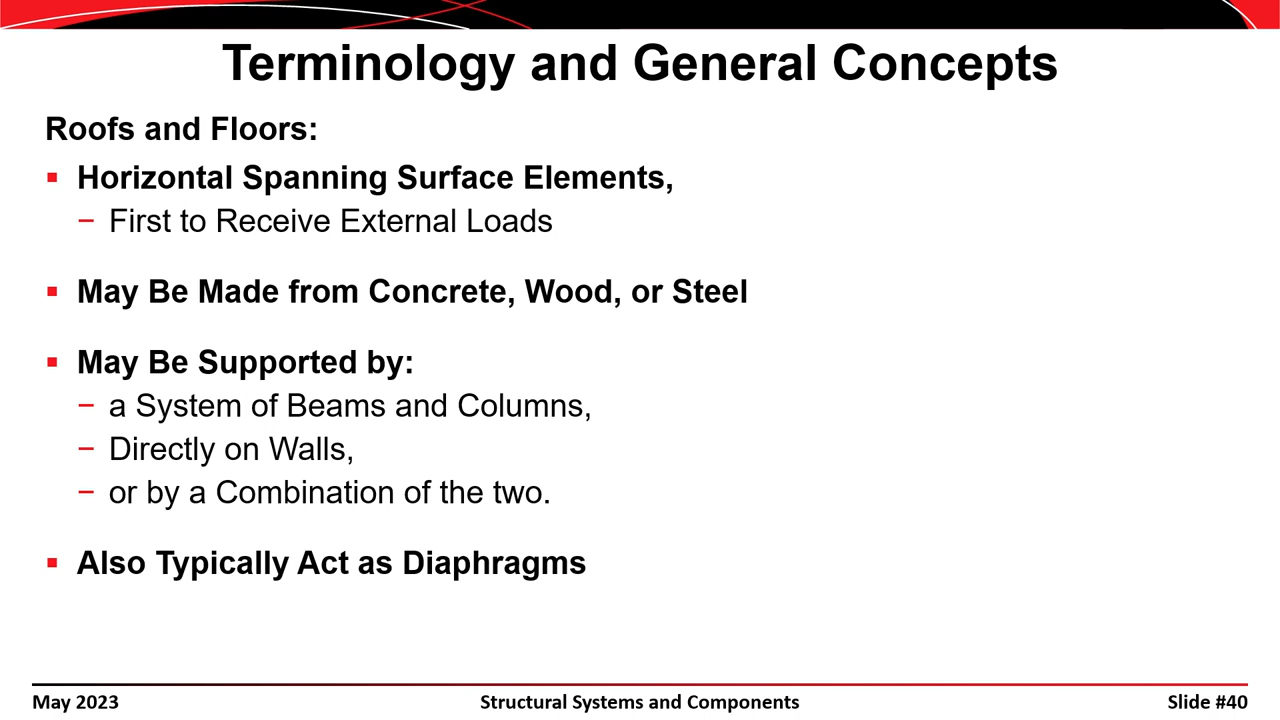 Terminology and General Concepts
Roofs and Floors:
▪ Horizontal Spanning Surface Elements,
− First to Receive External Loads
▪ May Be Made from Concrete, Wood, or Steel
▪ May Be Supported by:
− a System of Beams and Columns,
− Directly on Walls,
− or by a Combination of the two.
▪ Also Typically Act as Diaphragms
May 2023 Structural Systems and Components Slide #40